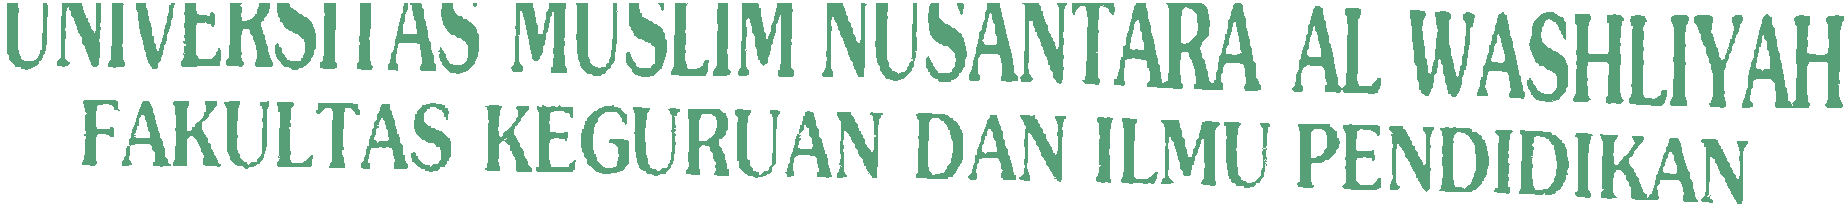 UNIVERSITAS MUSLIM NUSANTARA AL WASHLIYAH
FAKULTAS KEGURUAN DAN ILMU PENDIDIKAN